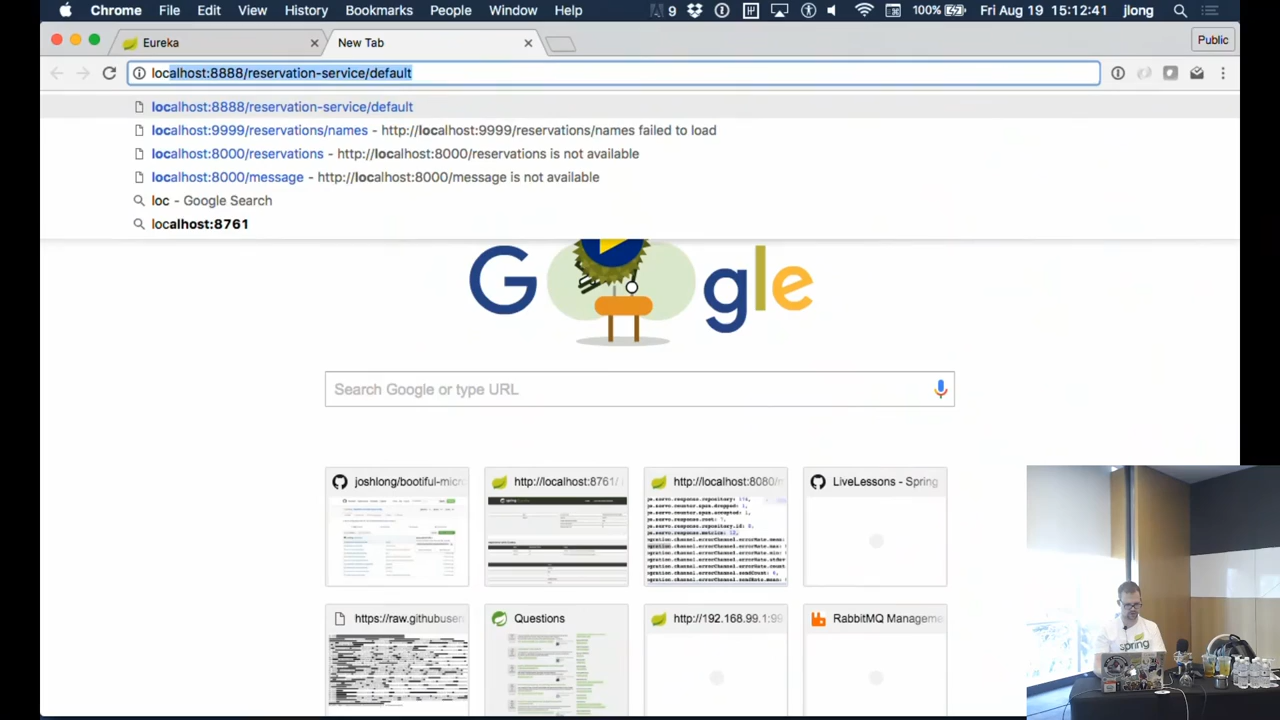 Chrome File Edit View History Bookmarks People Window Help 9 100% Fri Aug 19 15:12:41 jlong
Eureka
New Tab
Public
localhost:8888/reservation-service/default
localhost:8888/reservation-service/default
localhost:9999/reservations/names - http://localhost:9999/reservations/names failed to load
localhost:8000/reservations - http://localhost:8000/reservations is not available
localhost:8000/message - http://localhost:8000/message is not available
loc - Google Search
localhost:8761
G gle
Search Google or type URL
joshlong/bootiful-micro
http://localhost:8761/
http://localhost:8080/
LiveLessons - Spring
https://raw.githubuser
Questions
http://192.168.99.1:99
RabbitMQ Manageme
spring